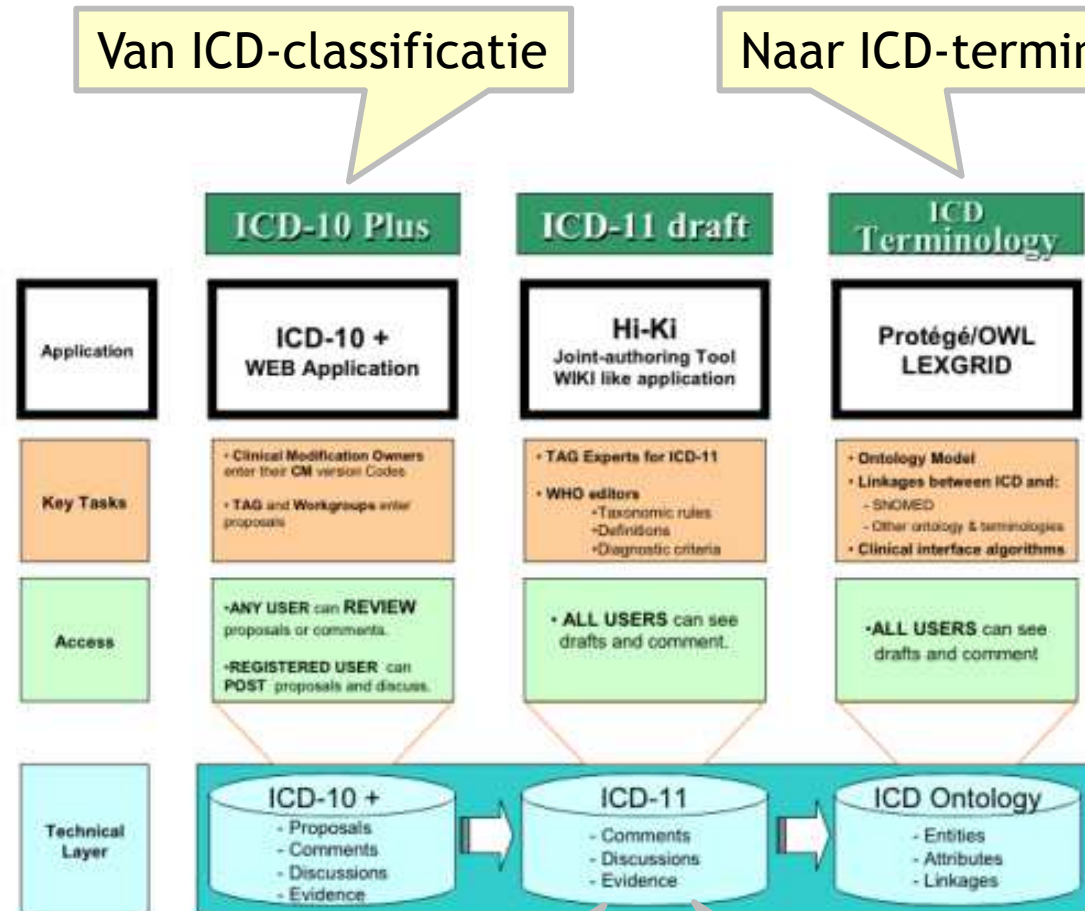 Van ICD-classificatie
Naar ICD-termin
ICD-10 Plus
ICD-11 draft
ICD
Terminology
Application
ICD-10 +
WEB Application
Hi-Ki
Joint-authoring Tool
WIKI like application
Protégé/OWL
LEXGRID
Key Tasks
• Clinical Modification Owners
enter their CM version Codes
• TAG and Workgroups enter
proposals
• TAG Experts for ICD-11
• WHO editors
•Taxonomic rules
•Definitions
•Diagnostic criteria
• Ontology Model
• Linkages between ICD and:
- SNOMED
- Other ontology & terminologies
• Clinical interface algorithms
Access
•ANY USER can REVIEW
proposals or comments.
•REGISTERED USER can
POST proposals and discuss.
• ALL USERS can see
drafts and comment.
•ALL USERS can see
drafts and comment
Technical
Layer
ICD-10 +
- Proposals
- Comments
- Discussions
- Evidence
ICD-11
- Comments
- Discussions
- Evidence
ICD Ontology
- Entities
- Attributes
- Linkages